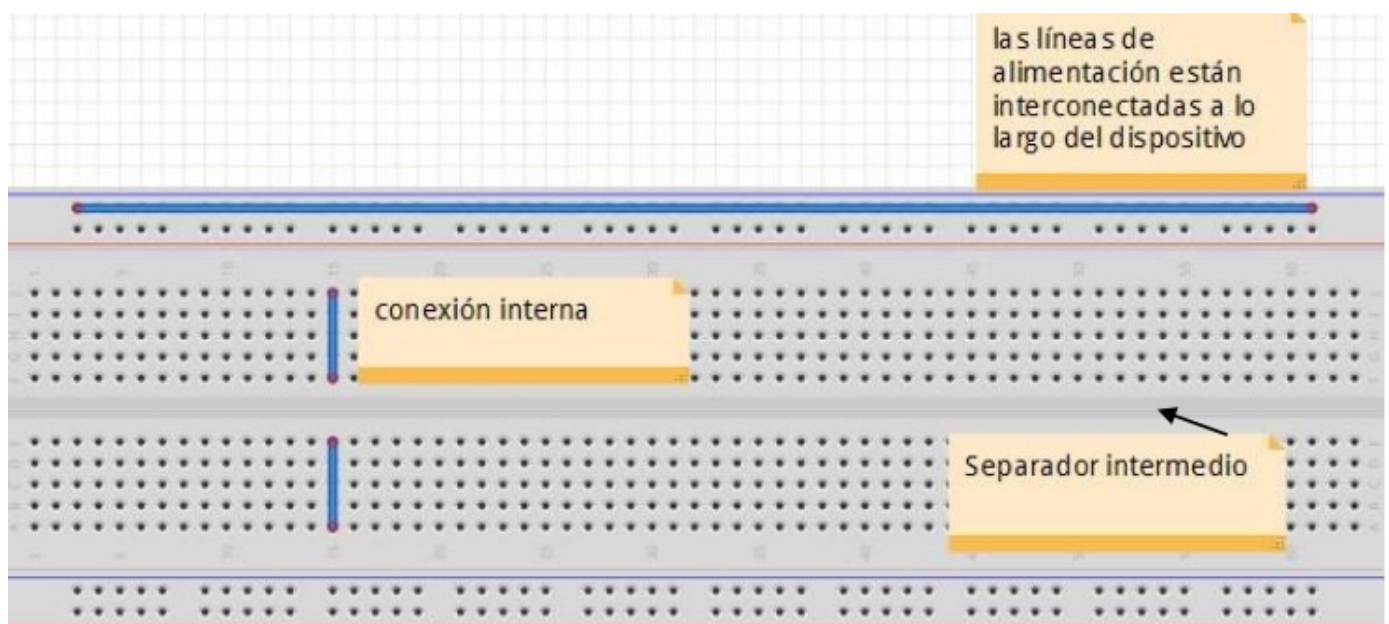 las líneas de
alimentación están
interconectadas a lo
largo del dispositivo
conexión interna
Separador intermedio